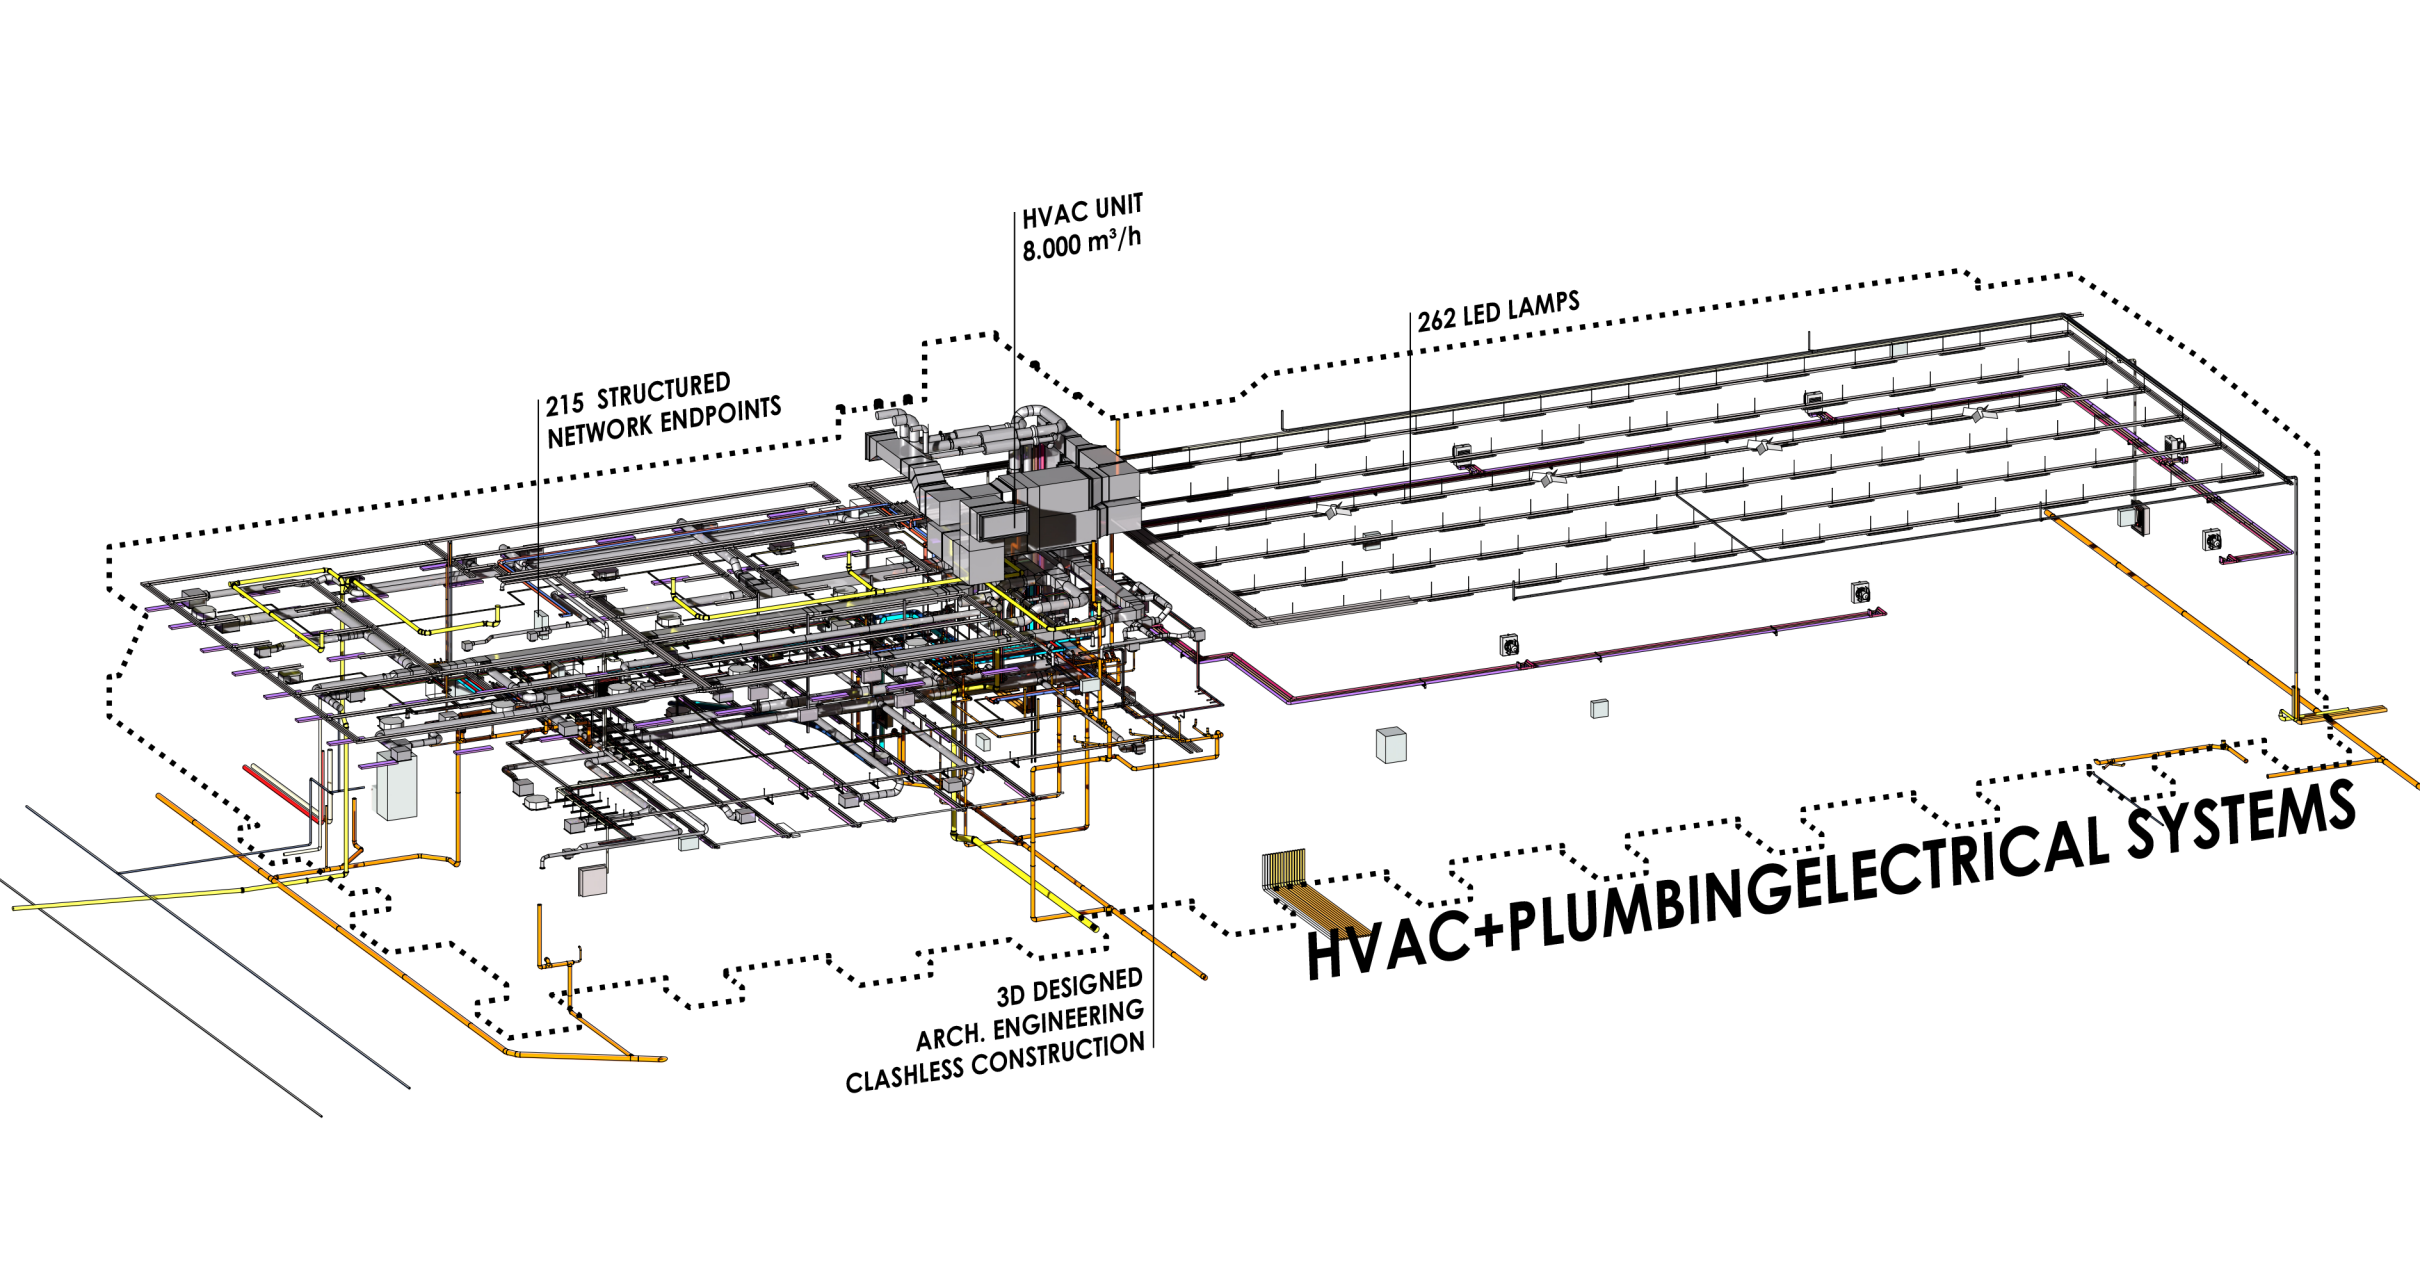 HVAC UNIT
8.000 m³/h
262 LED LAMPS
215 STRUCTURED
NETWORK ENDPOINTS
HVAC+PLUMBINGELECTRICAL SYSTEMS
3D DESIGNED
ARCH. ENGINEERING
CLASHLESS CONSTRUCTION